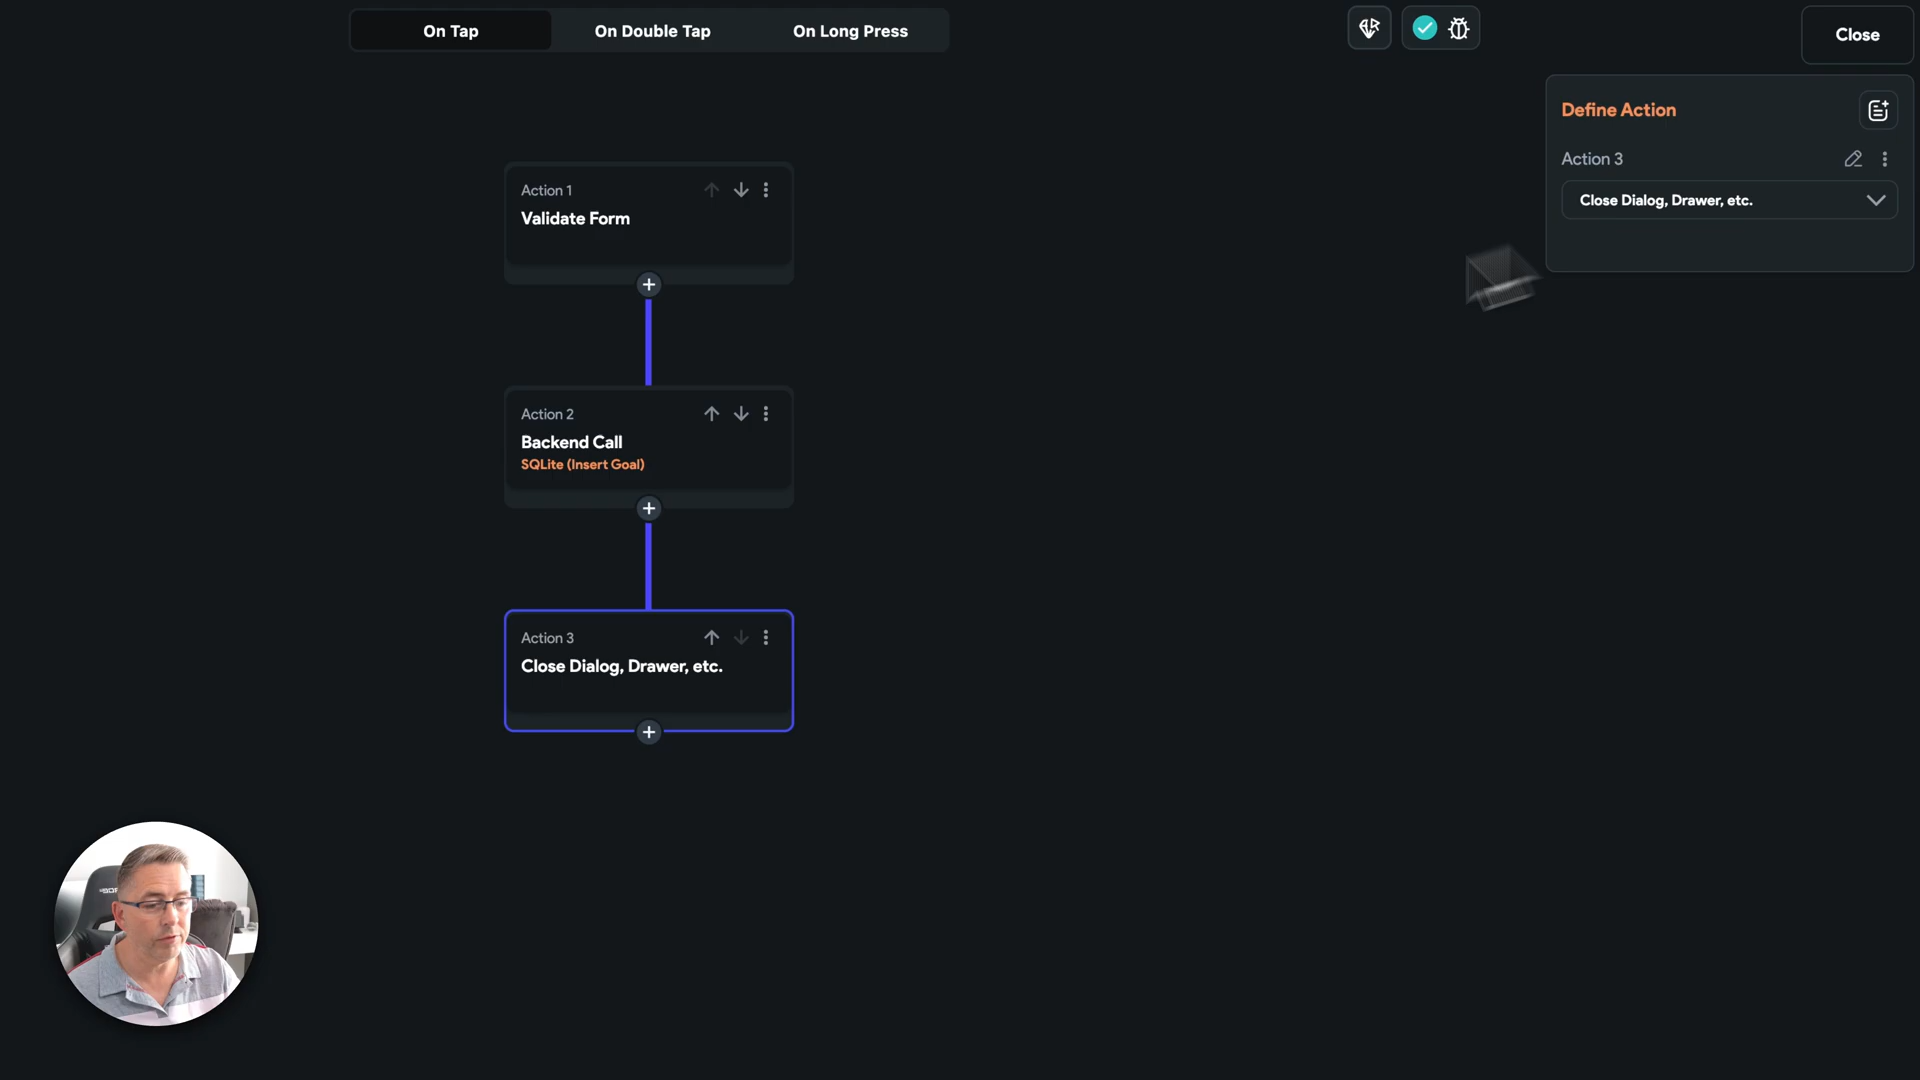 On Tap
On Double Tap
On Long Press
Close
Define Action
Action 3
Close Dialog, Drawer, etc.
Action 1
Validate Form
Action 2
Backend Call
SQLite (Insert Goal)
Action 3
Close Dialog, Drawer, etc.